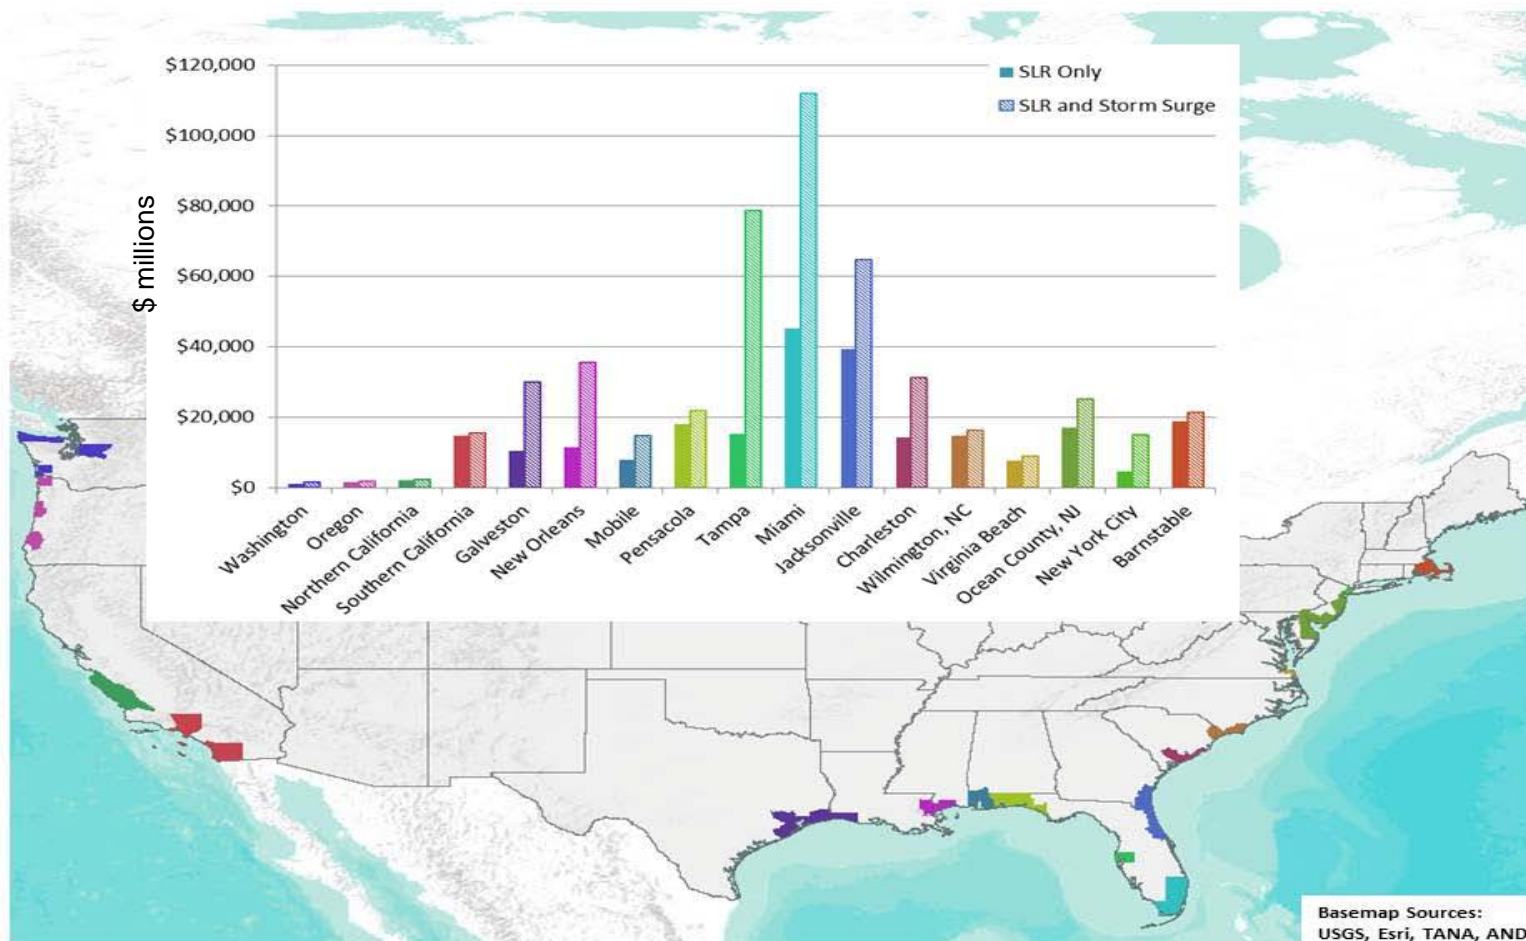 $120,000
$100,000
$80,000
$60,000
$40,000
$20,000
$0
$ millions
SLR Only
SLR and Storm Surge
Washington
Oregon
Northern California
Southern California
Galveston
New Orleans
Mobile
Pensacola
Tampa
Miami
Jacksonville
Charleston
Wilmington, NC
Virginia Beach
Ocean County, NJ
New York City
Barnstable
Basemap Sources:
USGS, Esri, TANA, AND